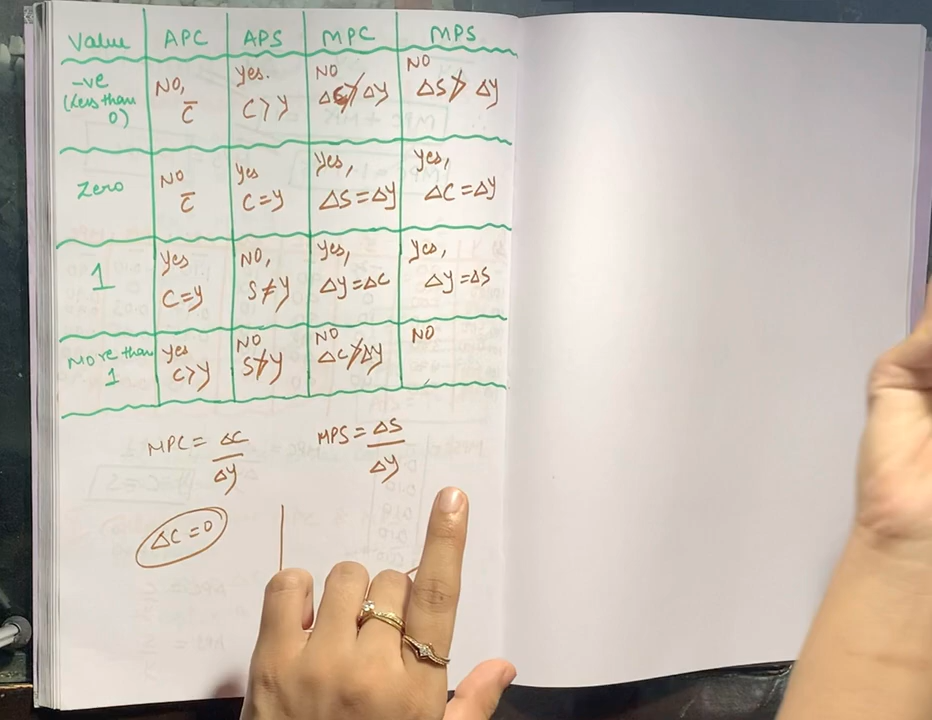 Value APC APS MPC MPS
-ve (Less than 0) NO, C̅ Yes. C>Y NO ΔS≯ΔY NO ΔS≯ΔY
Zero NO C̅ Yes C=Y Yes, ΔS=ΔY Yes, ΔC=ΔY
1 Yes C=Y NO, S≠Y Yes, ΔY=ΔC Yes, ΔY=ΔS
More than 1 Yes C>Y NO S≯Y NO ΔC≯ΔY NO
MPC = ΔC/ΔY MPS = ΔS/ΔY
ΔC=0